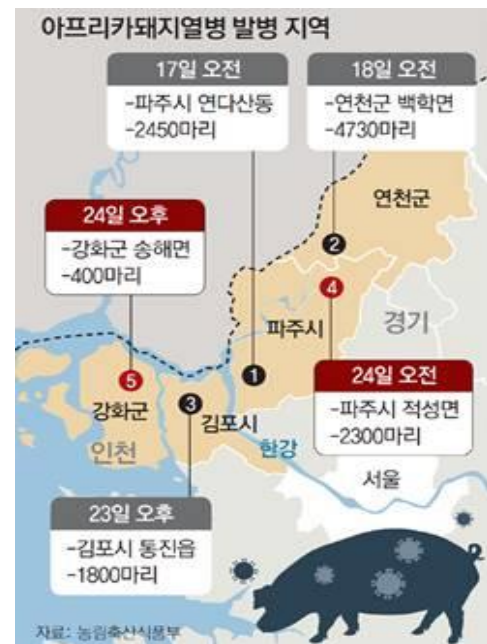 아프리카돼지열병 발병 지역
17일 오전
-파주시 연다산동
-2450마리
18일 오전
-연천군 백학면
-4730마리
연천군
24일 오후
-강화군 송해면
-400마리
2
4
파주시
경기
5
1
3
강화군
김포시
인천
한강
24일 오전
-파주시 적성면
-2300마리
서울
23일 오후
-김포시 통진읍
-1800마리
자료: 농림축산식품부